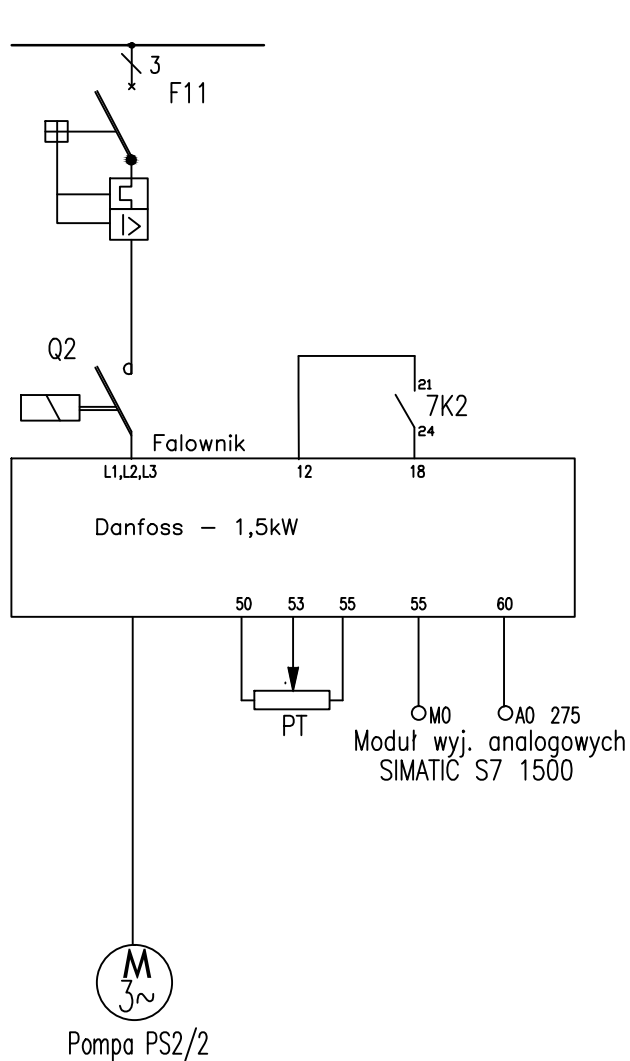 3
F11
Q2
21
7K2
24
Falownik
L1,L2,L3
12
18
Danfoss – 1,5kW
50
53
55
55
60
PT
M0
A0 275
Moduł wyj. analogowych
SIMATIC S7 1500
M
3~
Pompa PS2/2